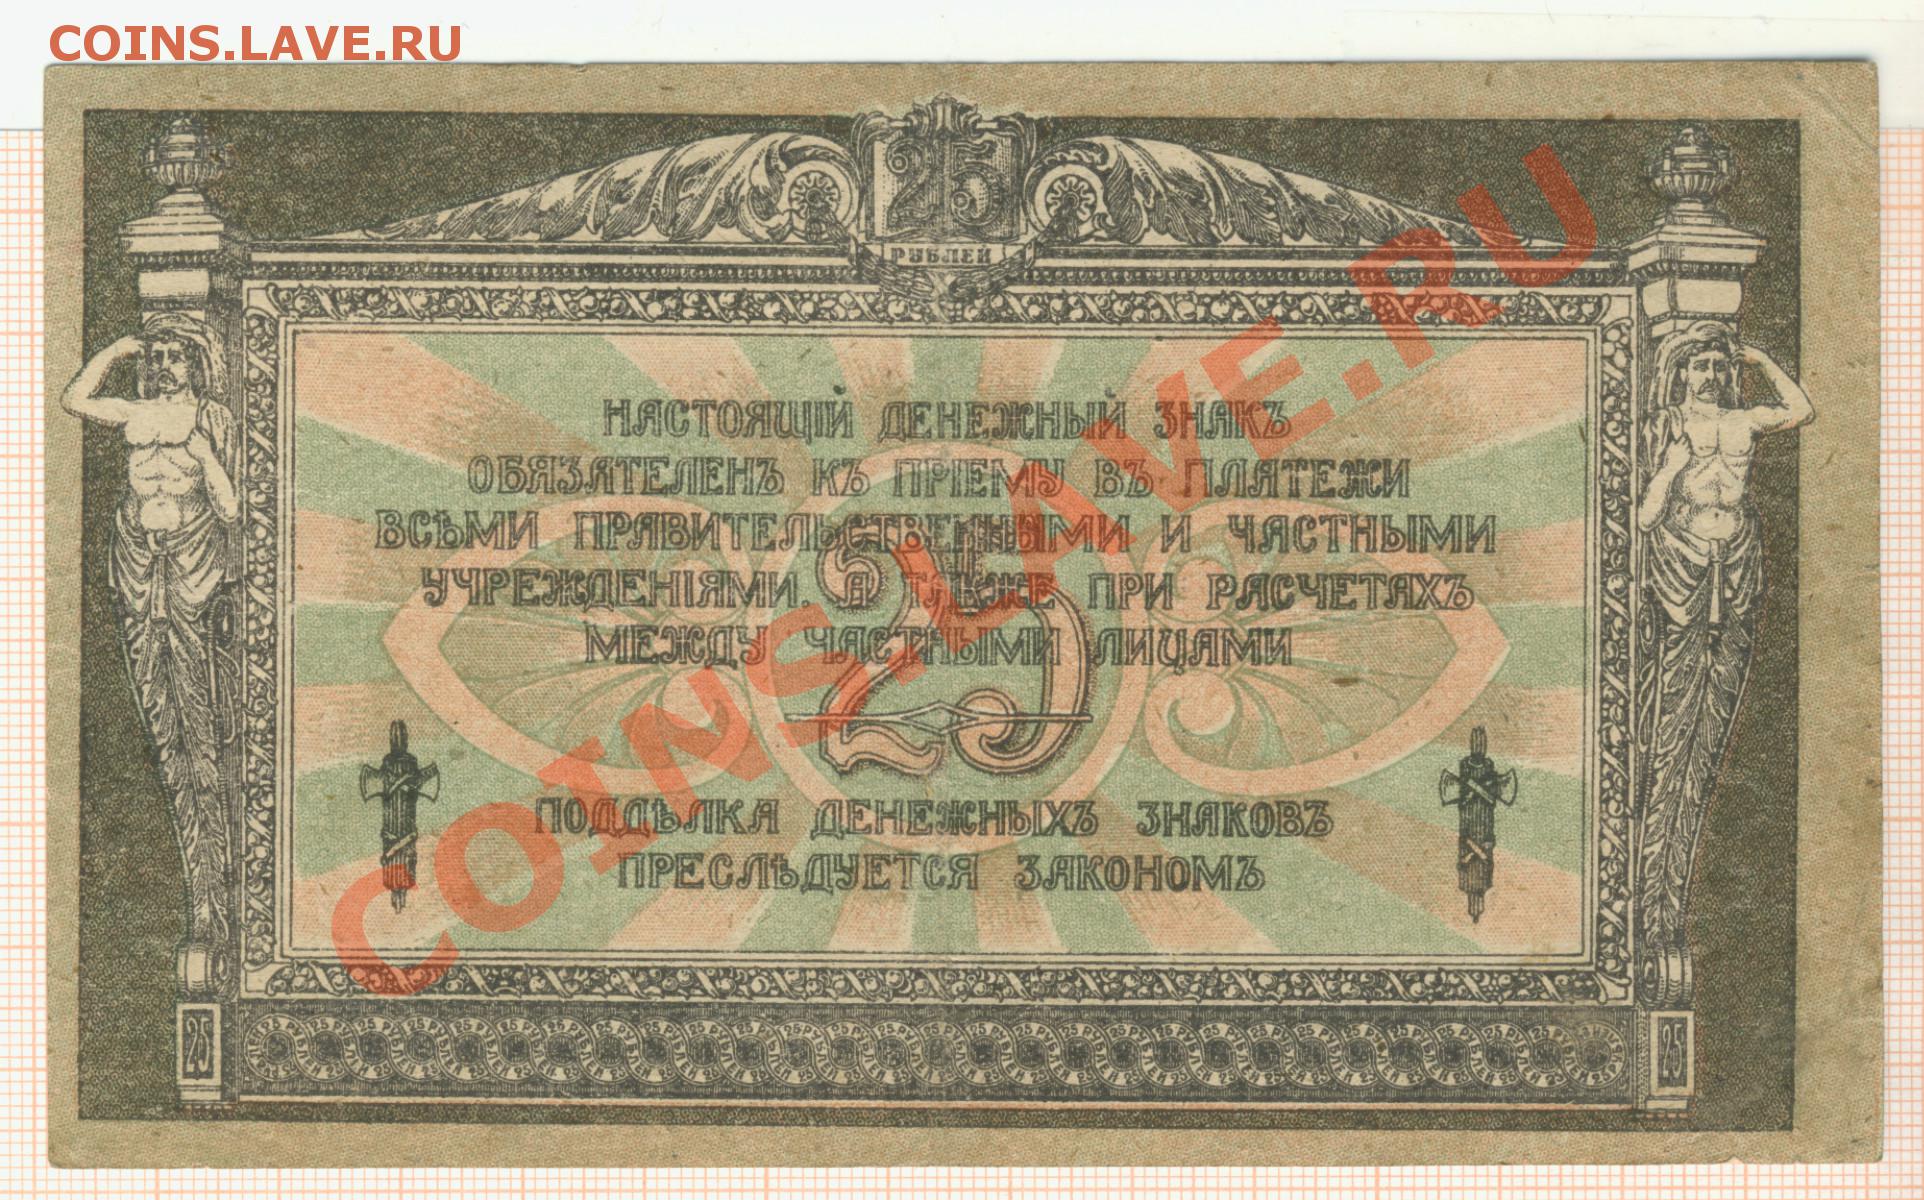 COINS.LAVE.RU
25
РУБЛЕЙ
НАСТОЯЩІЙ ДЕНЕЖНЫЙ ЗНАКЪ
ОБЯЗАТЕЛЕНЪ КЪ ПРІЕМУ ВЪ ПЛАТЕЖИ
ВСѢМИ ПРАВИТЕЛЬСТВЕННЫМИ И ЧАСТНЫМИ
УЧРЕЖДЕНІЯМИ. А ТАКЖЕ ПРИ РАСЧЕТАХЪ
МЕЖДУ ЧАСТНЫМИ ЛИЦАМИ
25
ПОДДѢЛКА ДЕНЕЖНЫХЪ ЗНАКОВЪ
ПРЕСЛѢДУЕТСЯ ЗАКОНОМЪ
COINS.LAVE.RU
25 25